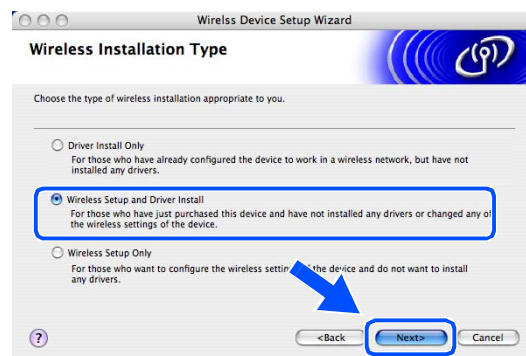 Wirelss Device Setup Wizard
Wireless Installation Type
Choose the type of wireless installation appropriate to you.
Driver Install Only
For those who have already configured the device to work in a wireless network, but have not
installed any drivers.
Wireless Setup and Driver Install
For those who have just purchased this device and have not installed any drivers or changed any of
the wireless settings of the device.
Wireless Setup Only
For those who want to configure the wireless the device and do not want to install
any drivers.
?
<Back
Next>
Cancel